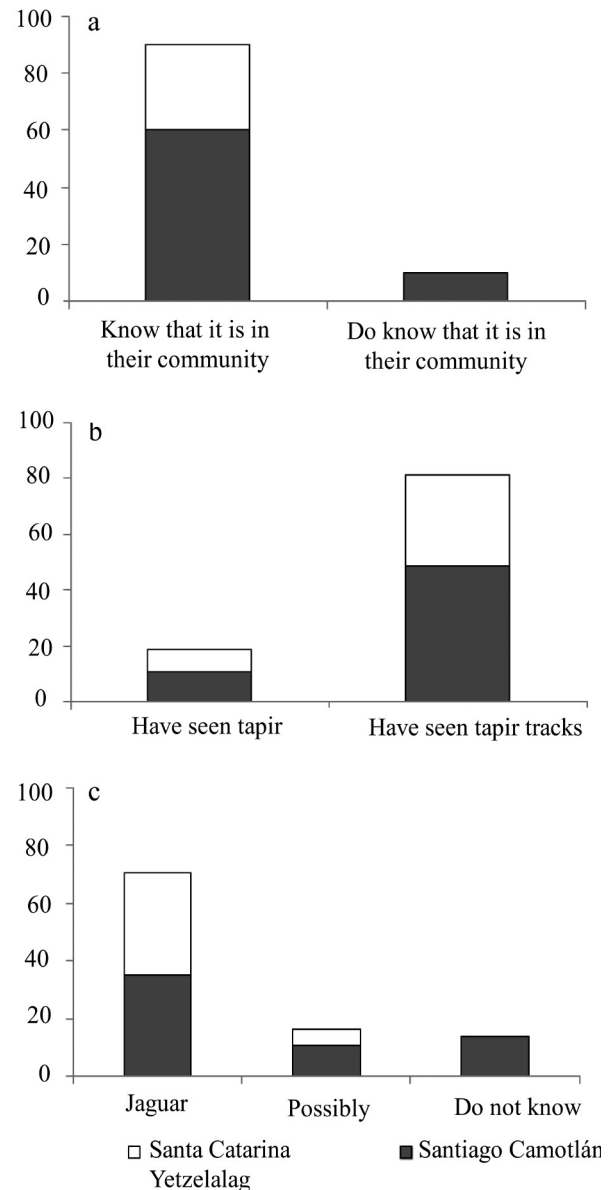 a
100
80
60
40
20
0
Know that it is in
their community
Do know that it is in
their community
b
100
80
60
40
20
0
Have seen tapir
Have seen tapir tracks
c
100
80
60
40
20
0
Jaguar
Possibly
Do not know
Santa Catarina
Yetzelalag
Santiago Camotlán